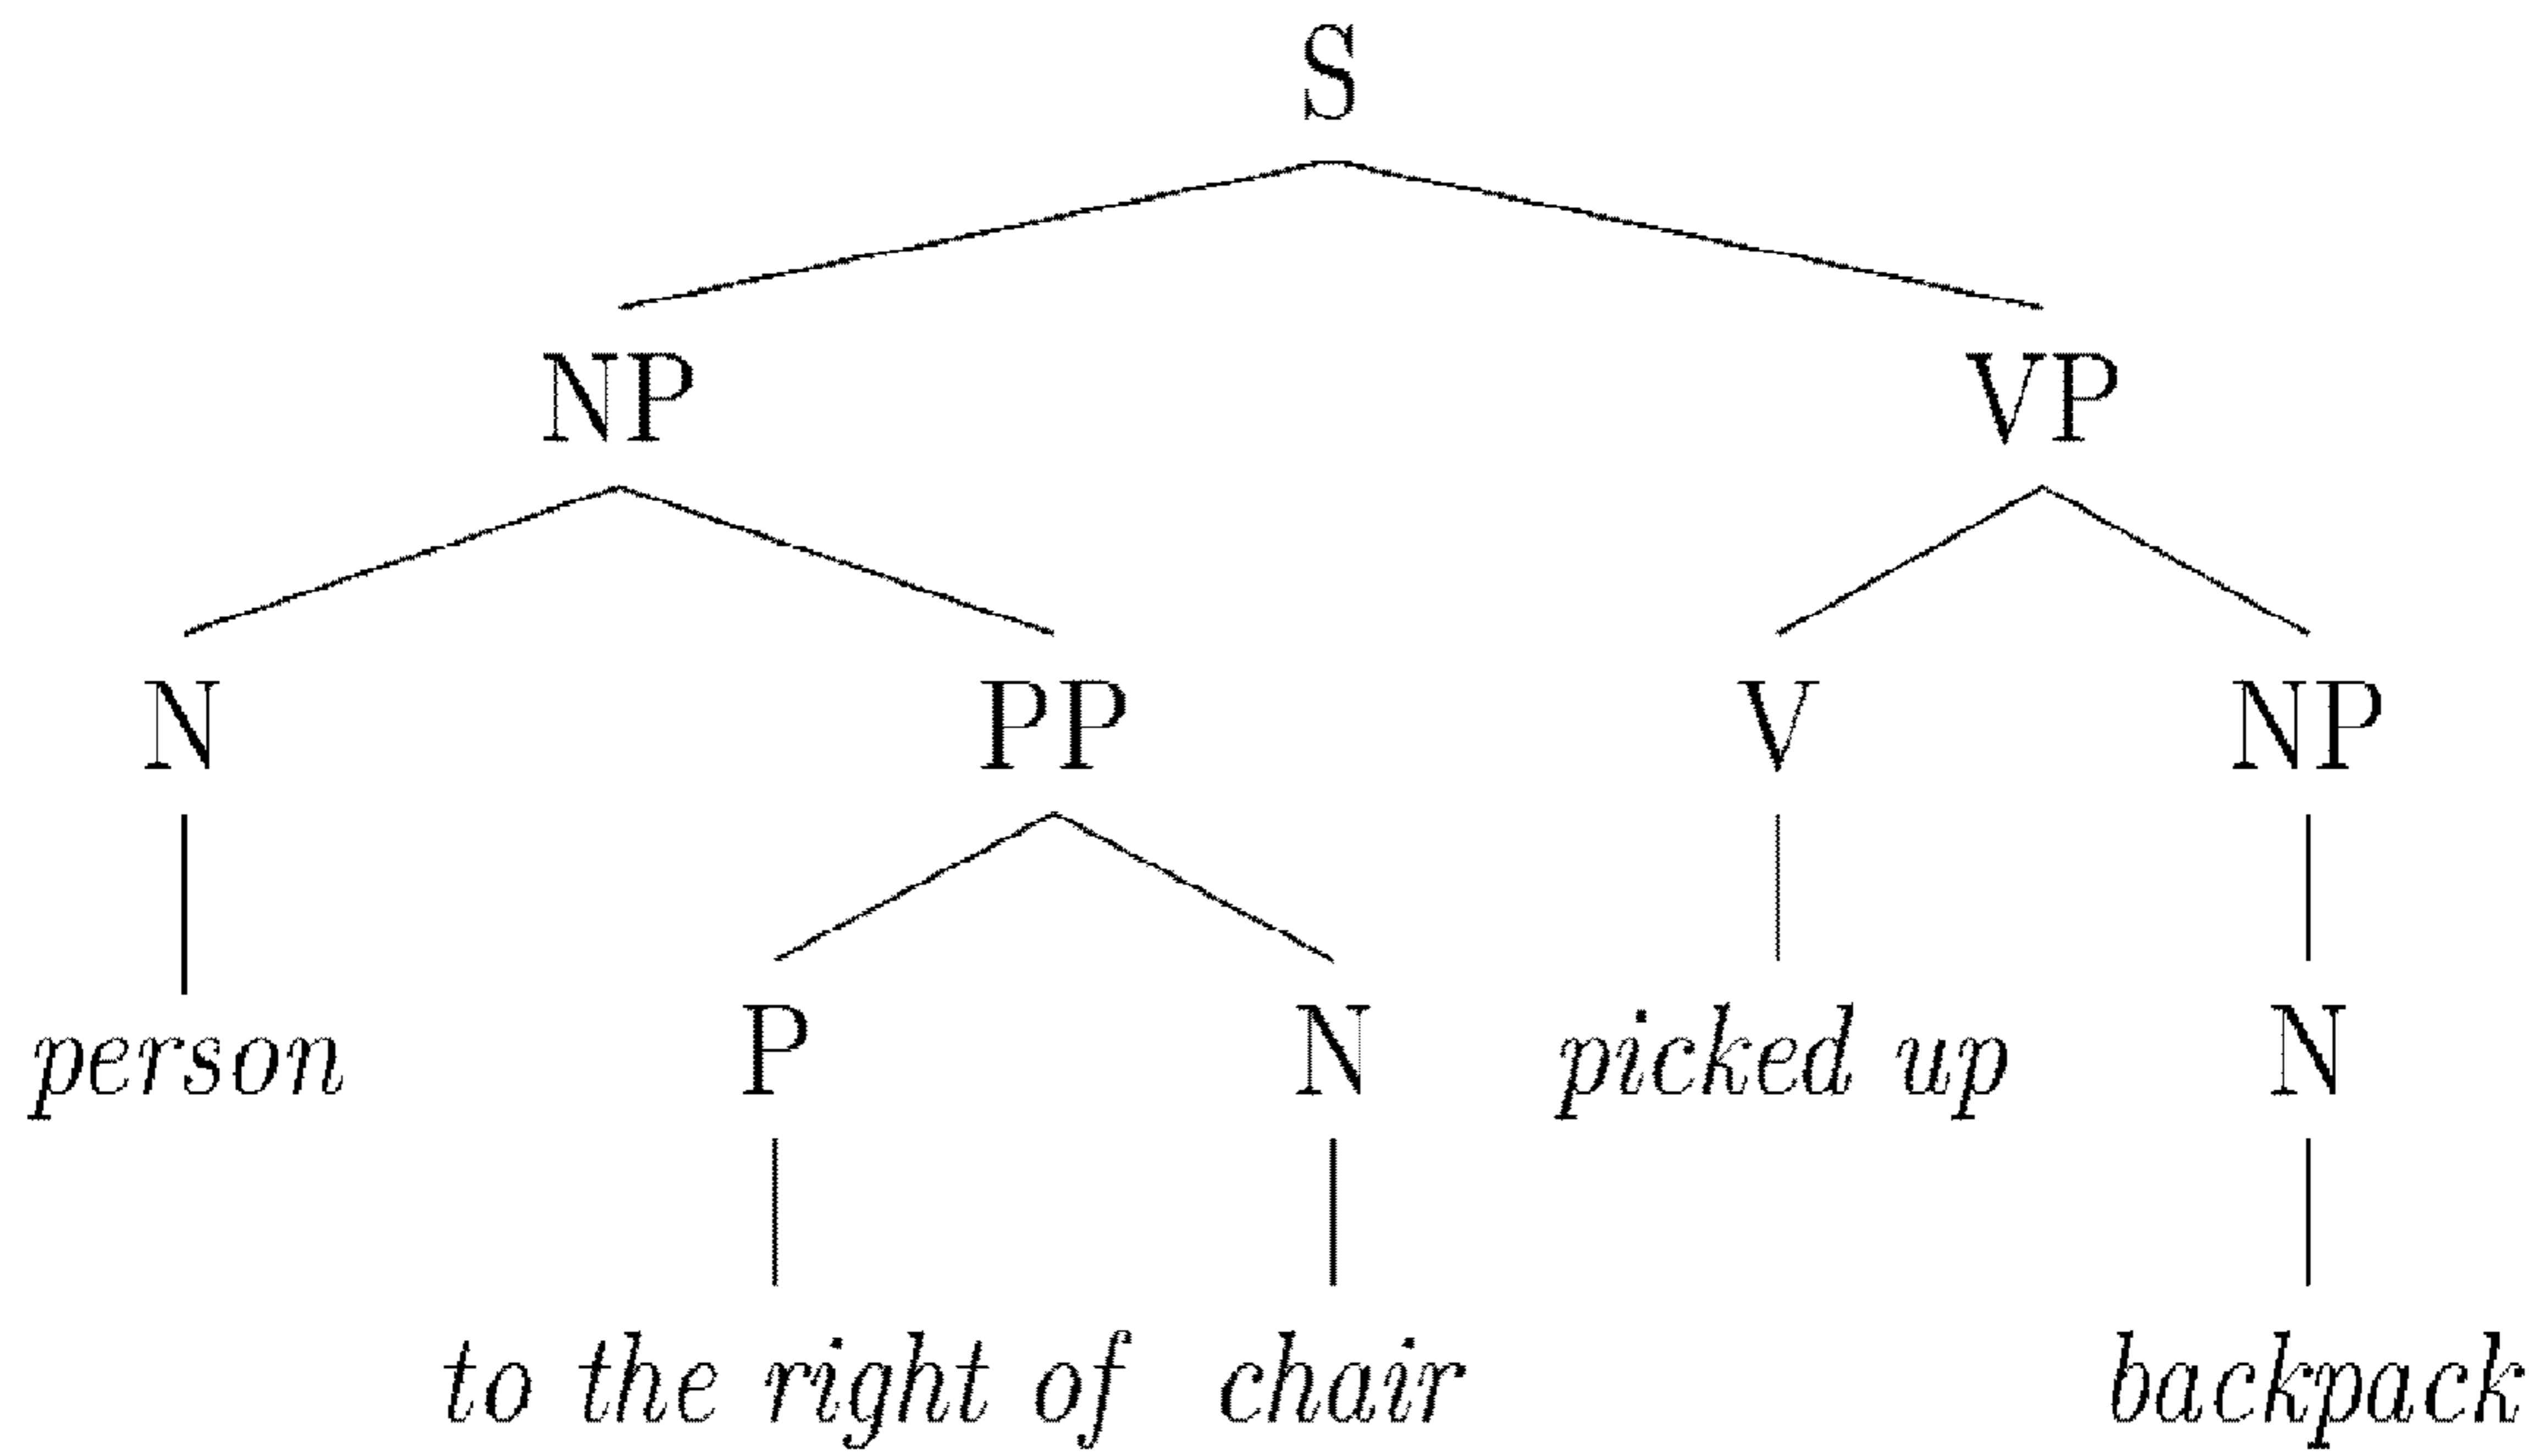 S
NP VP
N PP V NP
person P N picked up N
to the right of chair backpack